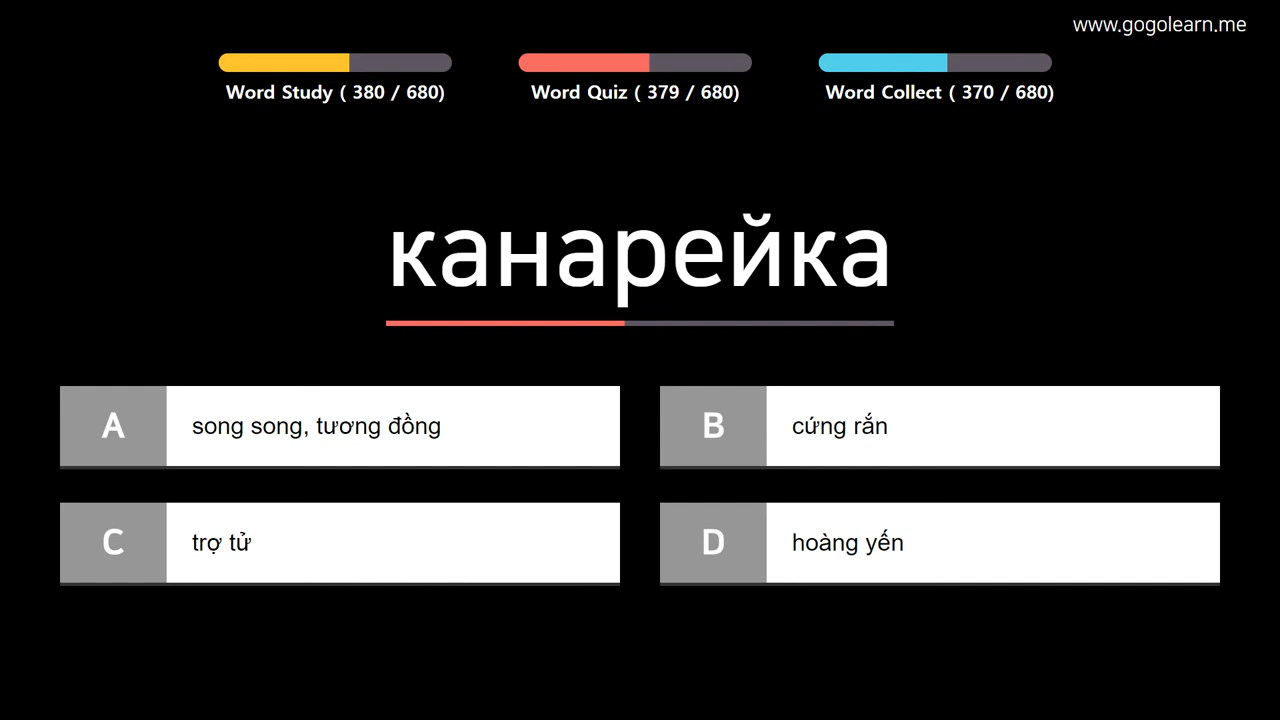 www.gogolearn.me
Word Study ( 380 / 680)
Word Quiz ( 379 / 680)
Word Collect ( 370 / 680)
канарейка
A song song, tương đồng
B cứng rắn
C trợ tử
D hoàng yến